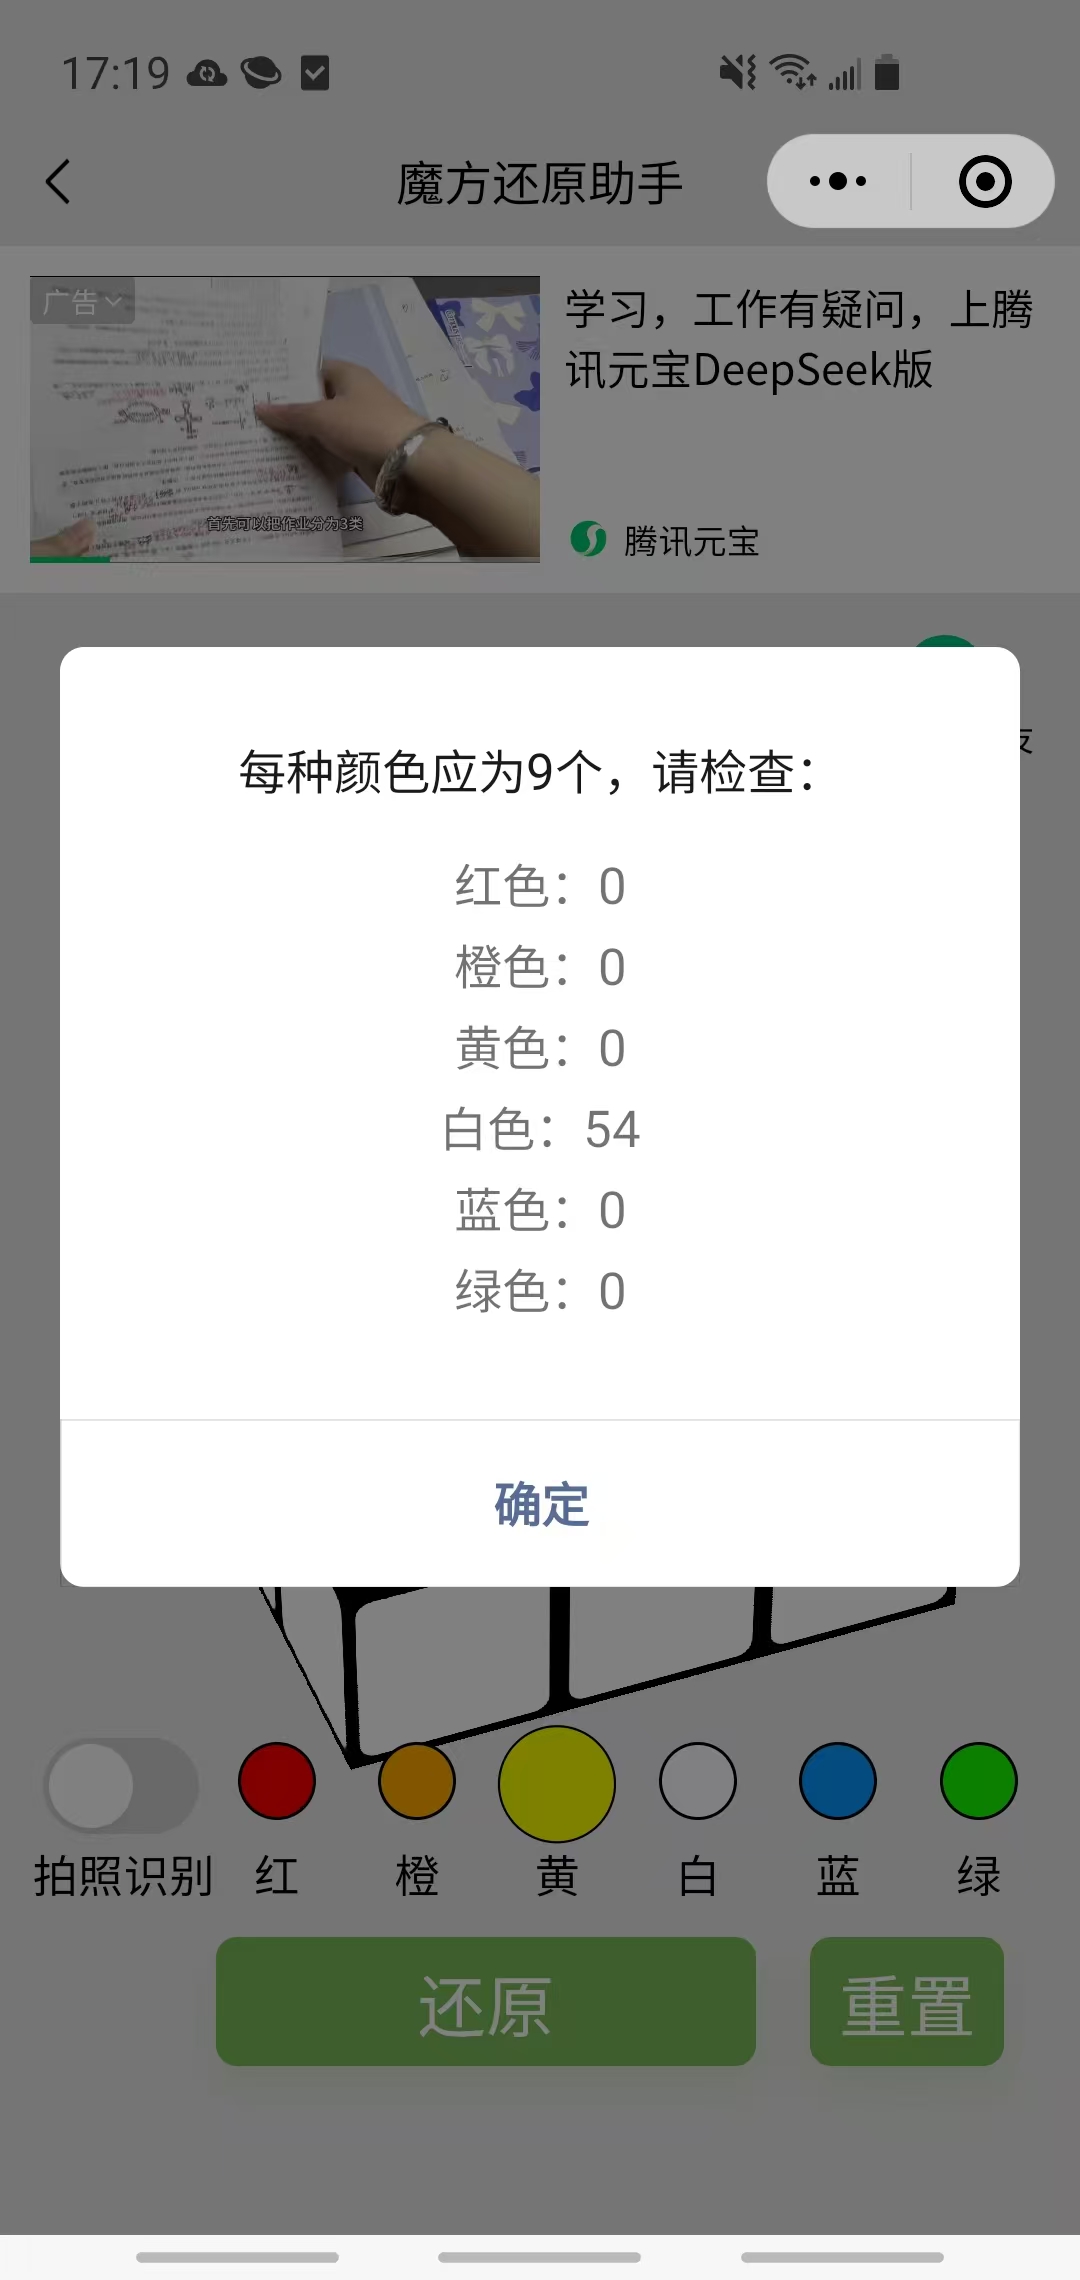 17:19
魔方还原助手
广告
学习，工作有疑问，上腾
讯元宝DeepSeek版
首先可以把作业分为3类
腾讯元宝
每种颜色应为9个，请检查：
红色：0
橙色：0
黄色：0
白色：54
蓝色：0
绿色：0
确定
拍照识别
红
橙
黄
白
蓝
绿
还原
重置